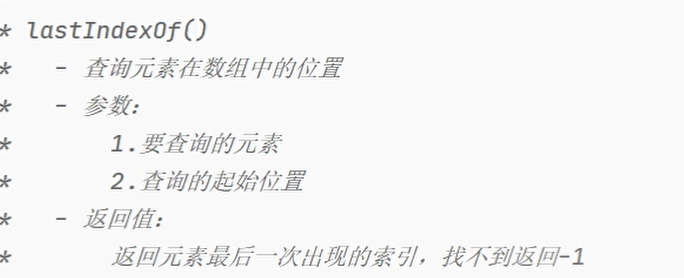 * lastIndexOf()
* - 查询元素在数组中的位置
* - 参数:
* 1.要查询的元素
* 2.查询的起始位置
* - 返回值:
* 返回元素最后一次出现的索引，找不到返回-1